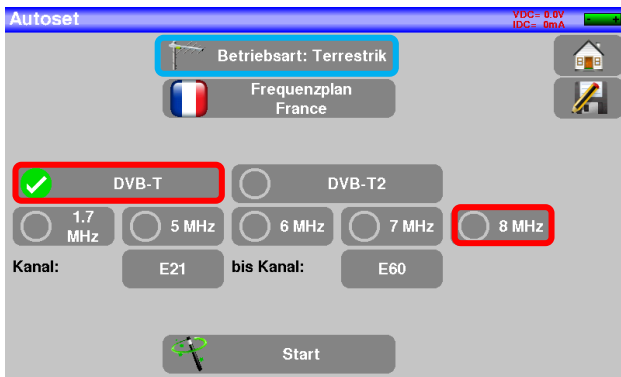 Autoset
VDC= 0.0V
IDC= 0mA
Betriebsart: Terrestrik
Frequenzplan
France
DVB-T
DVB-T2
1.7
MHz
5 MHz
6 MHz
7 MHz
8 MHz
Kanal:
E21
bis Kanal:
E60
Start